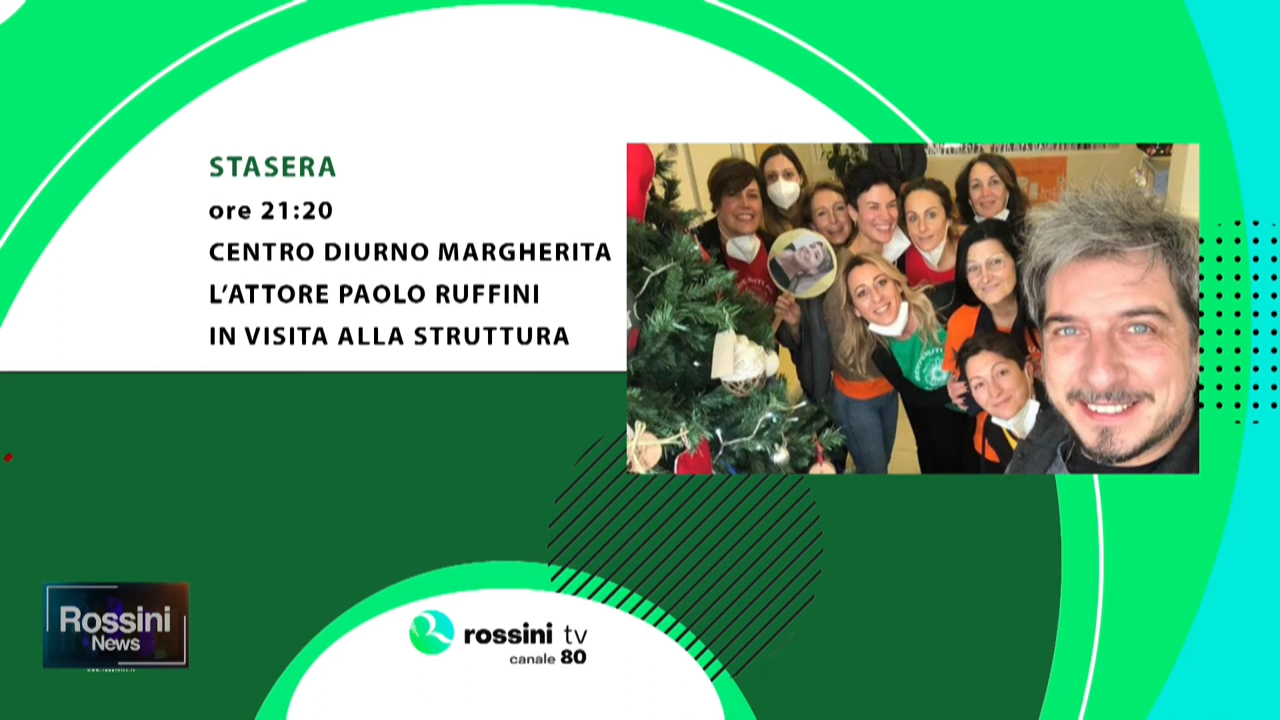 STASERA
ore 21:20
CENTRO DIURNO MARGHERITA
L'ATTORE PAOLO RUFFINI
IN VISITA ALLA STRUTTURA
Rossini
News
rossini tv
canale 80